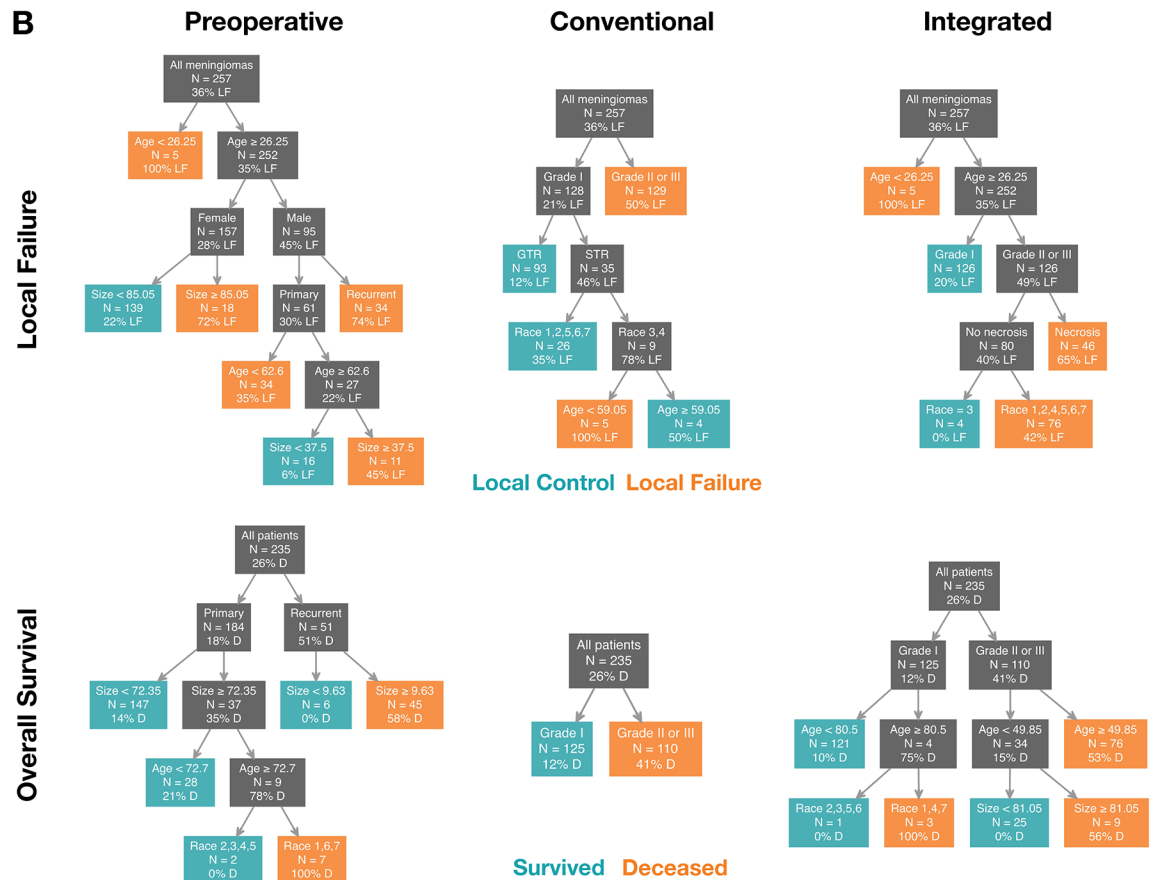 B
Preoperative
Conventional
Integrated
Local Failure
All meningiomas
N = 257
36% LF
Age < 26.25
N = 5
100% LF
Age ≥ 26.25
N = 252
35% LF
Female
N = 157
28% LF
Male
N = 95
45% LF
Size < 85.05
N = 139
22% LF
Size ≥ 85.05
N = 18
72% LF
Primary
N = 61
30% LF
Recurrent
N = 34
74% LF
Age < 62.6
N = 34
35% LF
Age ≥ 62.6
N = 27
22% LF
Size < 37.5
N = 16
6% LF
Size ≥ 37.5
N = 11
45% LF
All meningiomas
N = 257
36% LF
Grade I
N = 128
21% LF
Grade II or III
N = 129
50% LF
GTR
N = 93
12% LF
STR
N = 35
46% LF
Race 1,2,5,6,7
N = 26
35% LF
Race 3,4
N = 9
78% LF
Age < 59.05
N = 5
100% LF
Age ≥ 59.05
N = 4
50% LF
All meningiomas
N = 257
36% LF
Age < 26.25
N = 5
100% LF
Age ≥ 26.25
N = 252
35% LF
Grade I
N = 126
20% LF
Grade II or III
N = 126
49% LF
No necrosis
N = 80
40% LF
Necrosis
N = 46
65% LF
Race = 3
N = 4
0% LF
Race 1,2,4,5,6,7
N = 76
42% LF
Local Control Local Failure
Overall Survival
All patients
N = 235
26% D
Primary
N = 184
18% D
Recurrent
N = 51
51% D
Size < 72.35
N = 147
14% D
Size ≥ 72.35
N = 37
35% D
Size < 9.63
N = 6
0% D
Size ≥ 9.63
N = 45
58% D
Age < 72.7
N = 28
21% D
Age ≥ 72.7
N = 9
78% D
Race 2,3,4,5
N = 2
0% D
Race 1,6,7
N = 7
100% D
All patients
N = 235
26% D
Grade I
N = 125
12% D
Grade II or III
N = 110
41% D
All patients
N = 235
26% D
Grade I
N = 125
12% D
Grade II or III
N = 110
41% D
Age < 80.5
N = 121
10% D
Age ≥ 80.5
N = 4
75% D
Age < 49.85
N = 34
15% D
Age ≥ 49.85
N = 76
53% D
Race 2,3,5,6
N = 1
0% D
Race 1,4,7
N = 3
100% D
Size < 81.05
N = 25
0% D
Size ≥ 81.05
N = 9
56% D
Survived Deceased